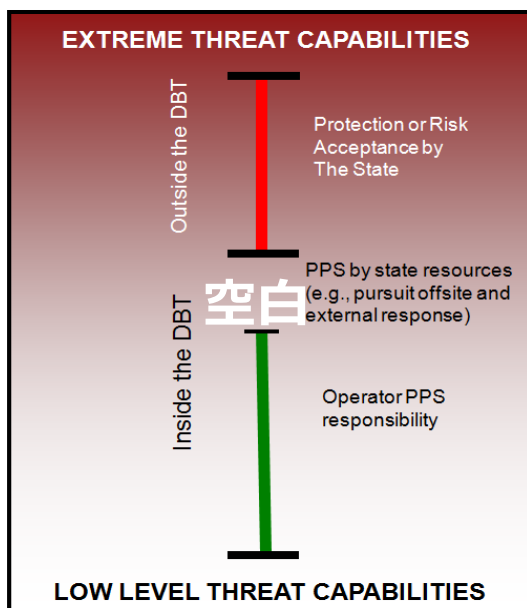 EXTREME THREAT CAPABILITIES
Outside the DBT
Protection or Risk
Acceptance by
The State
空白
PPS by state resources
(e.g., pursuit offsite and
external response)
Inside the DBT
Operator PPS
responsibility
LOW LEVEL THREAT CAPABILITIES